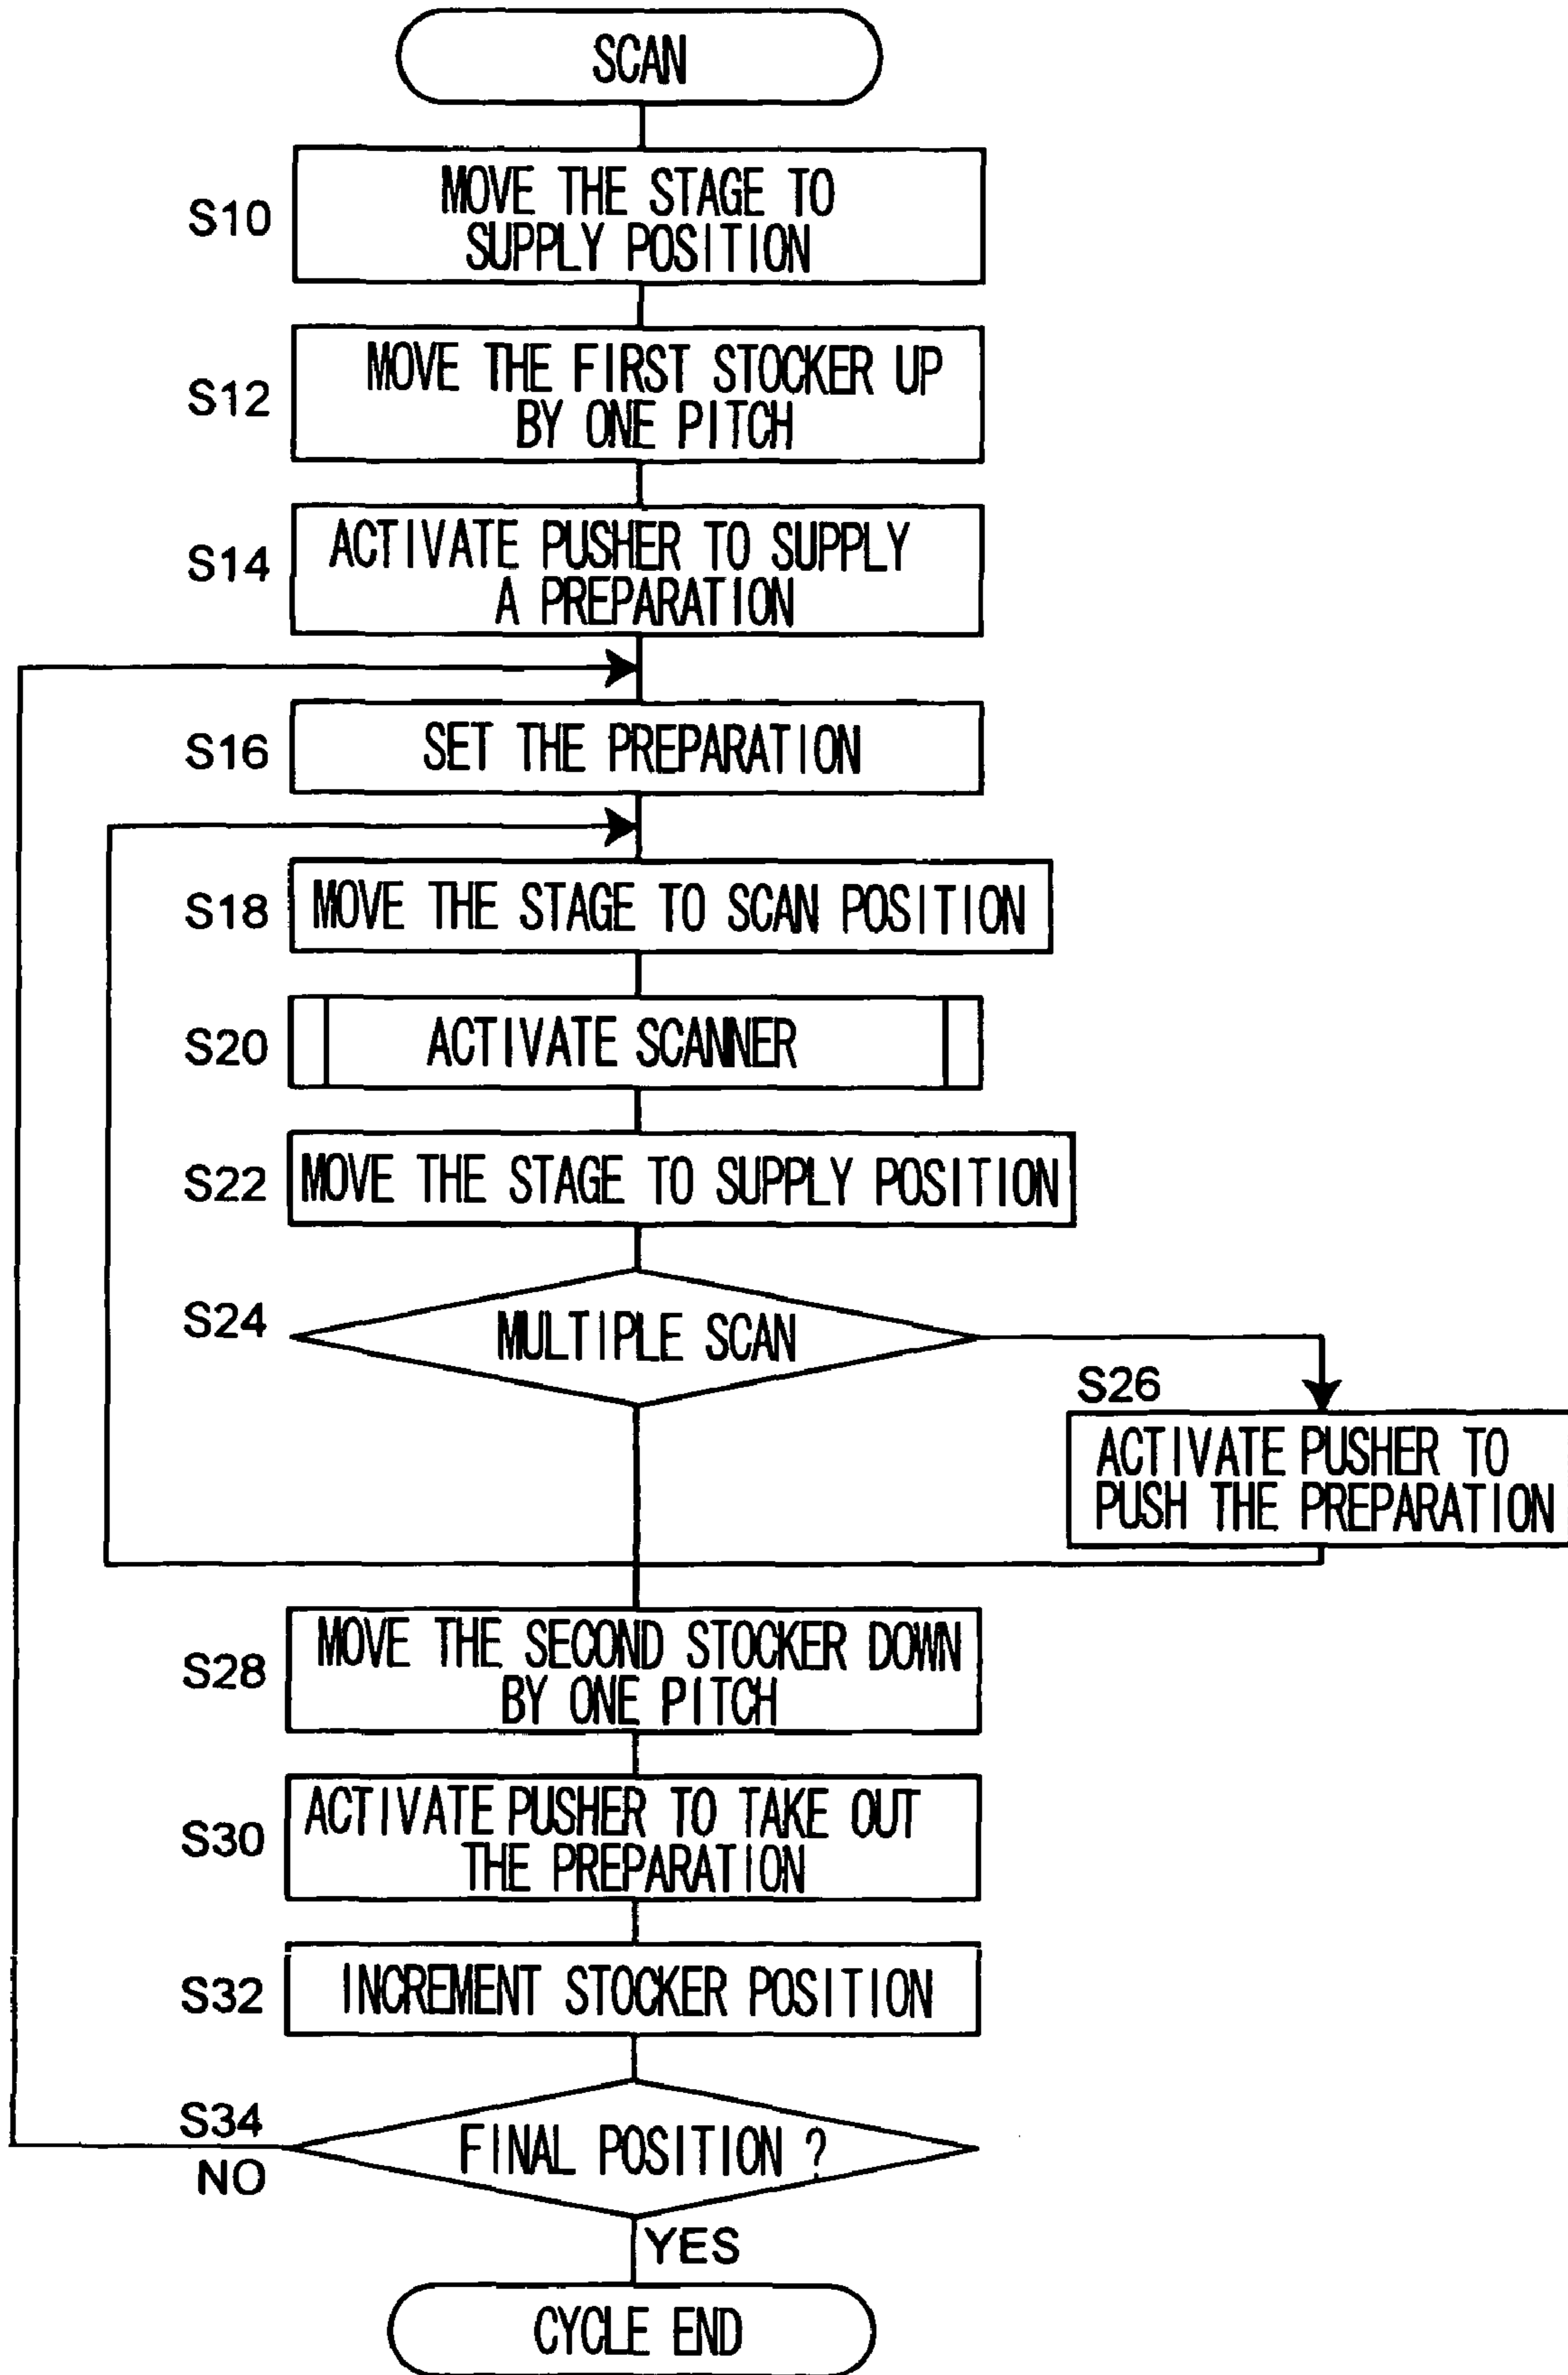 SCAN
S10
MOVE THE STAGE TO
SUPPLY POSITION
S12
MOVE THE FIRST STOCKER UP
BY ONE PITCH
S14
ACTIVATE PUSHER TO SUPPLY
A PREPARATION
S16
SET THE PREPARATION
S18
MOVE THE STAGE TO SCAN POSITION
S20
ACTIVATE SCANNER
S22
MOVE THE STAGE TO SUPPLY POSITION
S24
MULTIPLE SCAN
S26
ACTIVATE PUSHER TO
PUSH THE PREPARATION
S28
MOVE THE SECOND STOCKER DOWN
BY ONE PITCH
S30
ACTIVATE PUSHER TO TAKE OUT
THE PREPARATION
S32
INCREMENT STOCKER POSITION
S34
FINAL POSITION ?
NO
YES
CYCLE END